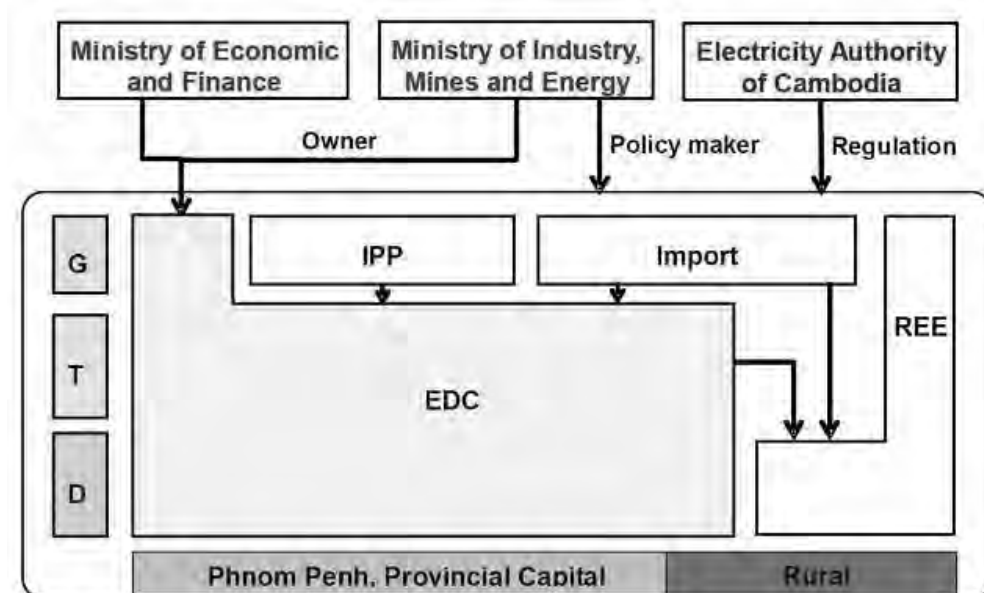 Ministry of Economic
and Finance
Ministry of Industry,
Mines and Energy
Electricity Authority
of Cambodia
Owner
Policy maker
Regulation
G
IPP
Import
REE
T
EDC
D
Phnom Penh, Provincial Capital
Rural